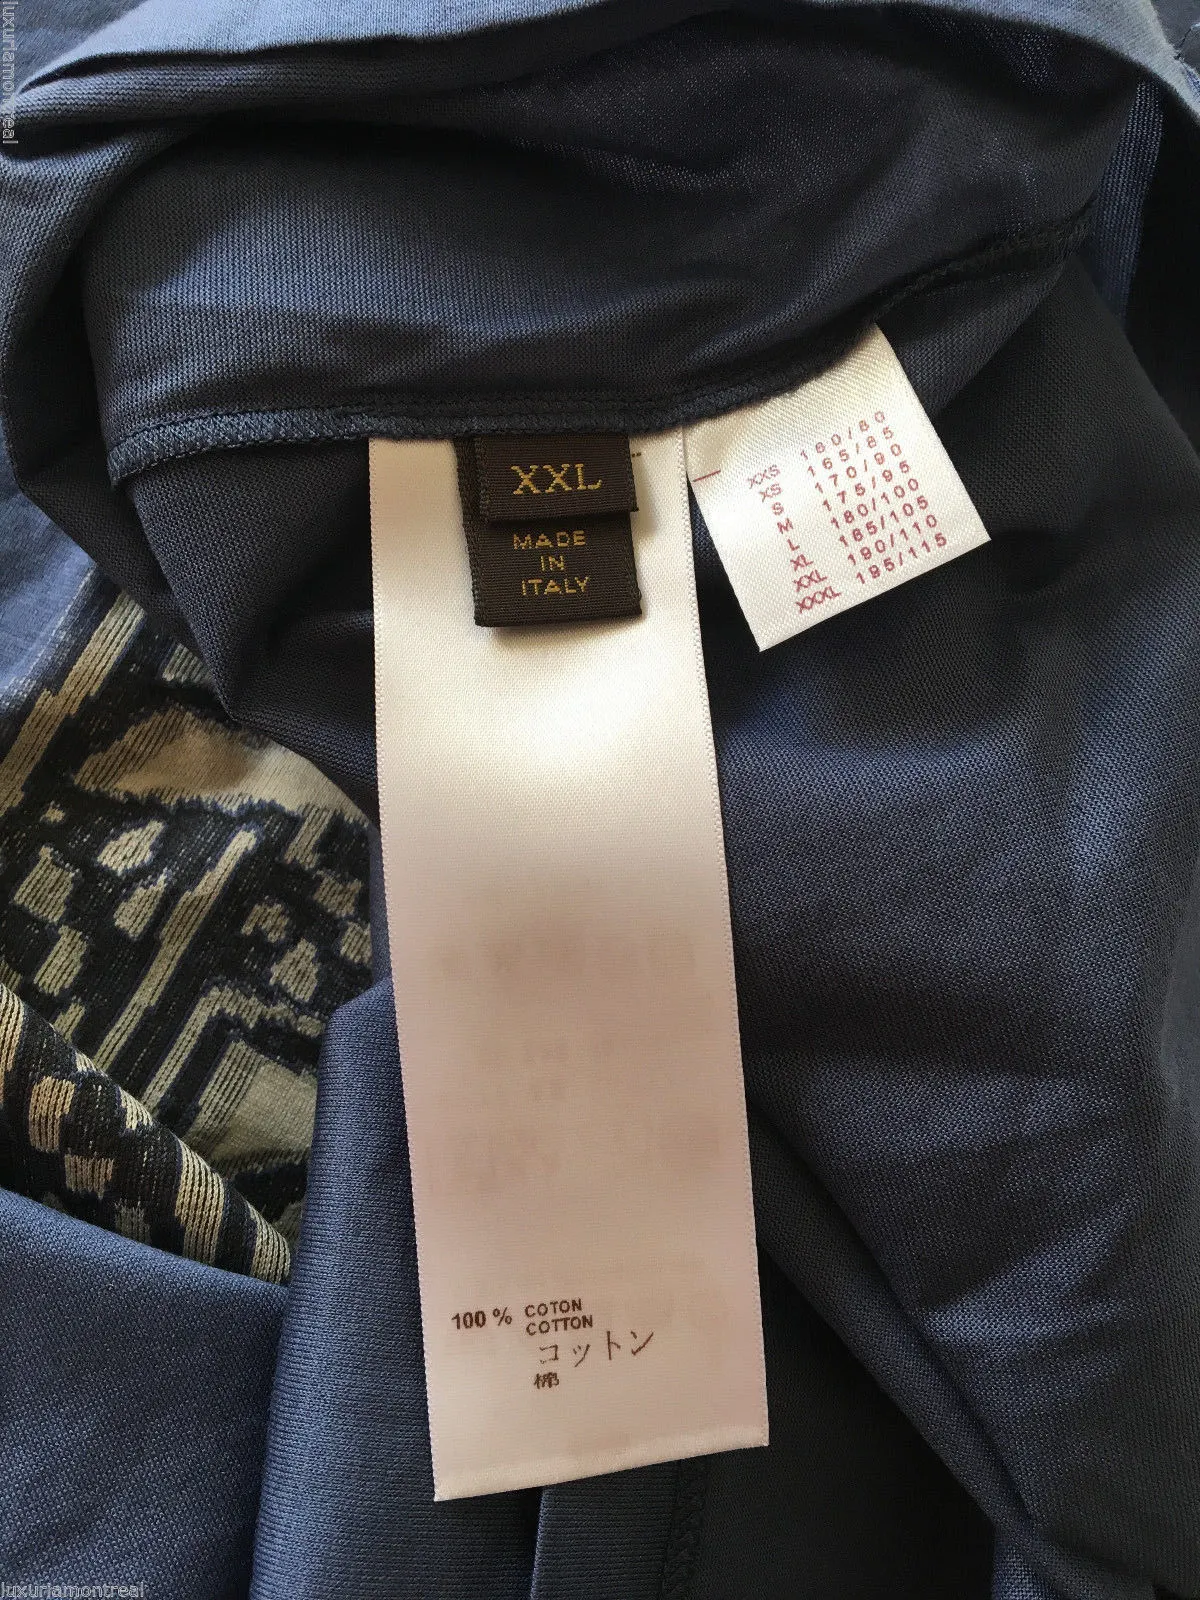 luxuriamontreal
XXL
MADE
IN
ITALY
XXS 160/80
XS 165/85
S 170/90
M 175/95
L 180/100
XL 185/105
XXL 190/110
XXXL 195/115
100 % COTON
COTTON
コットン
棉
luxuriamontreal